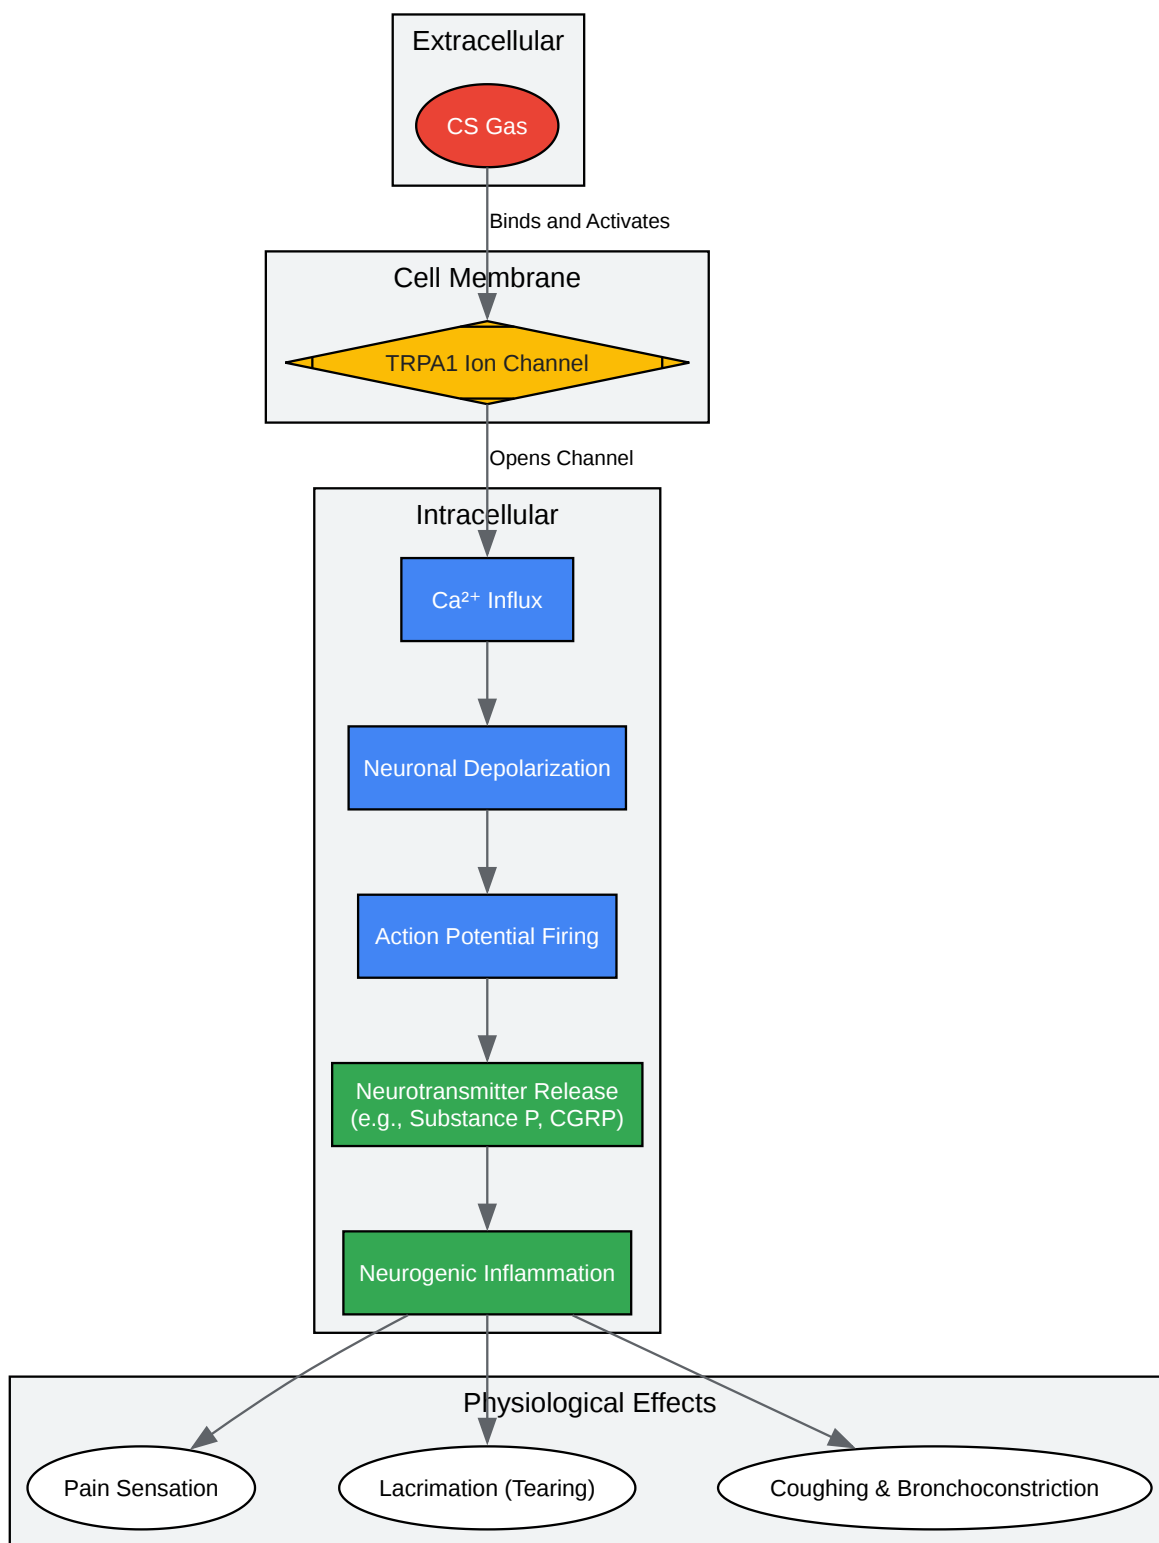 Extracellular
CS Gas
Binds and Activates
Cell Membrane
TRPA1 Ion Channel
Opens Channel
Intracellular
Ca²⁺ Influx
Neuronal Depolarization
Action Potential Firing
Neurotransmitter Release
(e.g., Substance P, CGRP)
Neurogenic Inflammation
Physiological Effects
Pain Sensation
Lacrimation (Tearing)
Coughing & Bronchoconstriction